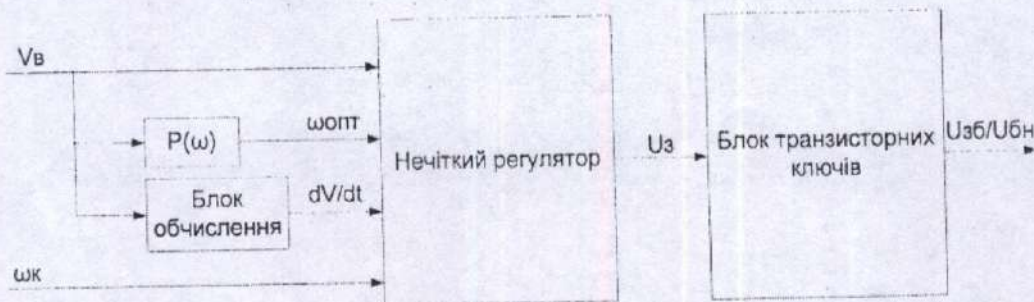 Vв
P(ω)
ωопт
Блок
обчислення
dV/dt
ωк
Нечіткий регулятор
Uз
Блок транзисторних
ключів
Uзб/Uбн